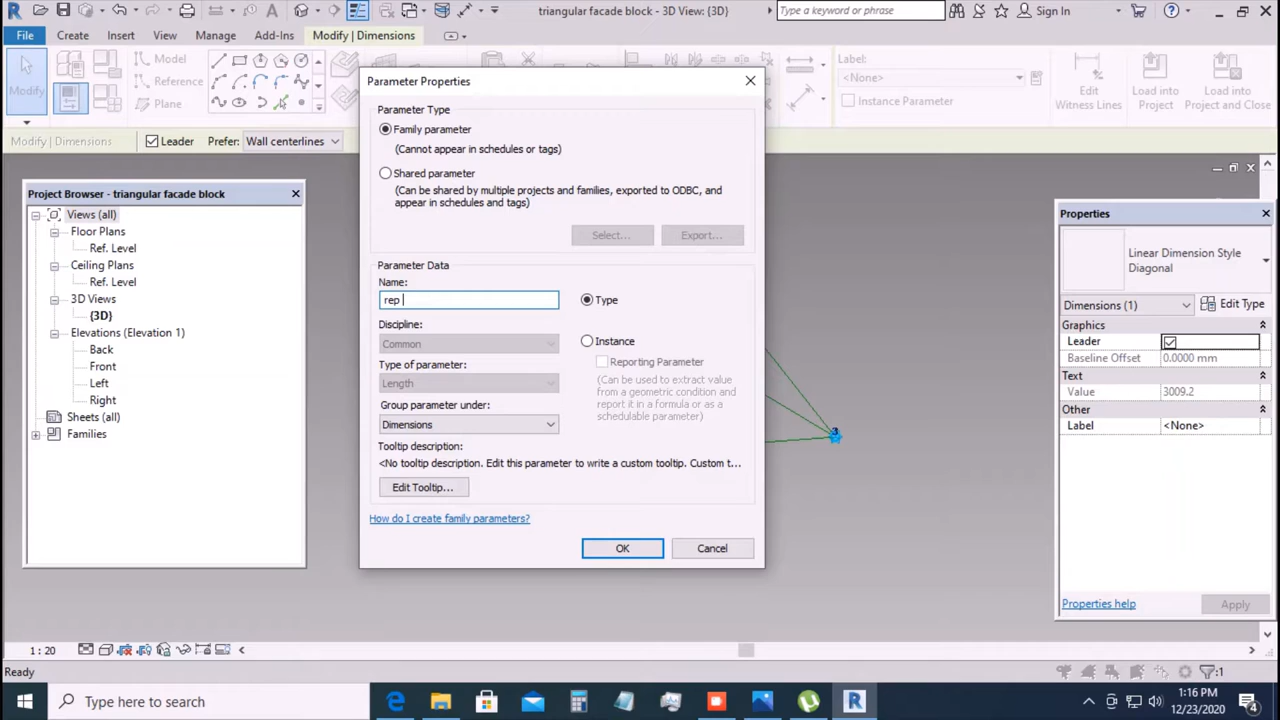 triangular facade block - 3D View: {3D}
Type a keyword or phrase
Sign In
File
Create
Insert
View
Manage
Add-Ins
Modify | Dimensions
Modify
Model
Reference
Plane
Label:
<None>
Instance Parameter
Edit
Witness Lines
Load into
Project
Load into
Project and Close
Modify | Dimensions
Leader
Prefer:
Wall centerlines
Project Browser - triangular facade block
Views (all)
Floor Plans
Ref. Level
Ceiling Plans
Ref. Level
3D Views
{3D}
Elevations (Elevation 1)
Back
Front
Left
Right
Sheets (all)
Families
Parameter Properties
Parameter Type
Family parameter
(Cannot appear in schedules or tags)
Shared parameter
(Can be shared by multiple projects and families, exported to ODBC, and
appear in schedules and tags)
Select...
Export...
Parameter Data
Name:
rep
Type
Discipline:
Common
Instance
Reporting Parameter
Type of parameter:
Length
(Can be used to extract value
from a geometric condition and
report it in a formula or as a
schedulable parameter)
Group parameter under:
Dimensions
Tooltip description:
<No tooltip description. Edit this parameter to write a custom tooltip. Custom t...
Edit Tooltip...
How do I create family parameters?
OK
Cancel
3
Properties
Linear Dimension Style
Diagonal
Dimensions (1)
Edit Type
Graphics
Leader
Baseline Offset
0.0000 mm
Text
Value
3009.2
Other
Label
<None>
Properties help
Apply
1 : 20
Ready
:1
Type here to search
1:16 PM
12/23/2020
4